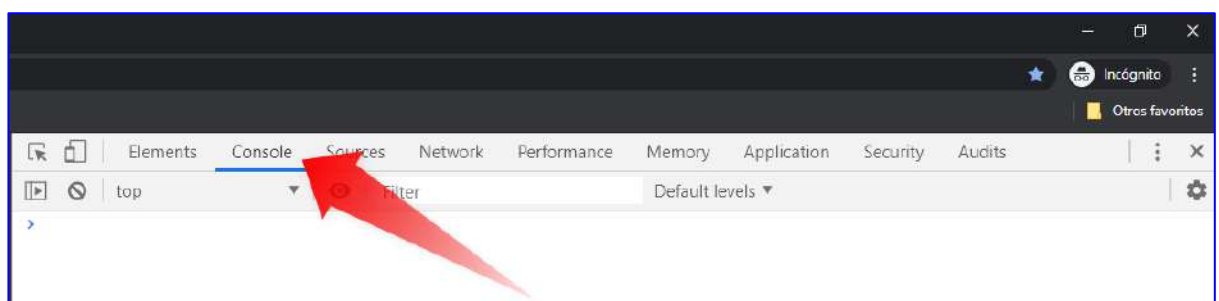 Incógnito
Otros favoritos
Elements Console Sources Network Performance Memory Application Security Audits
top Filter Default levels